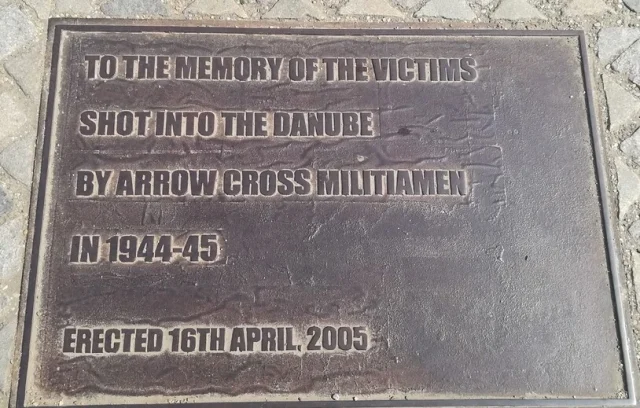 TO THE MEMORY OF THE VICTIMS
SHOT INTO THE DANUBE
BY ARROW CROSS MILITIAMEN
IN 1944-45
ERECTED 16TH APRIL, 2005